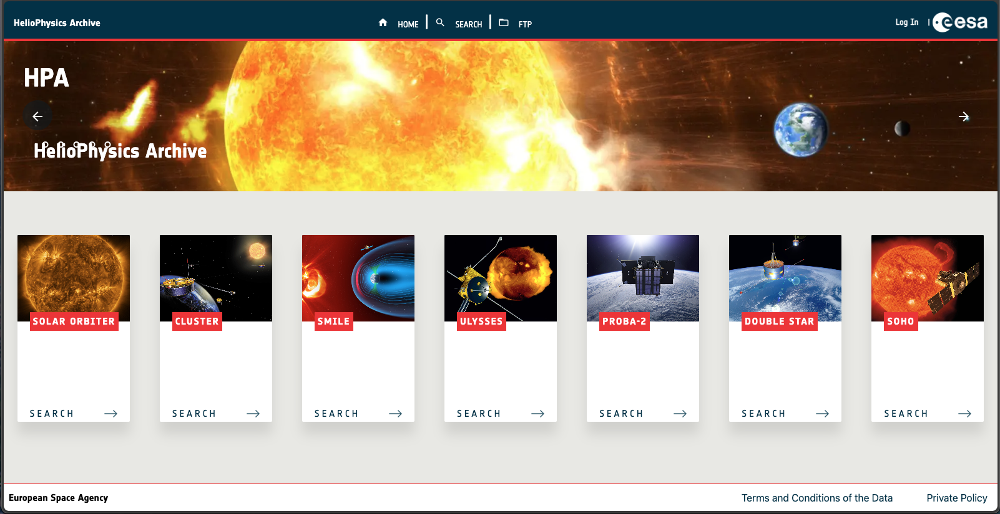 HelioPhysics Archive
HOME
SEARCH
FTP
Log In
esa
HPA
HelioPhysics Archive
SOLAR ORBITER
CLUSTER
SMILE
ULYSSES
PROBA-2
DOUBLE STAR
SOHO
SEARCH
SEARCH
SEARCH
SEARCH
SEARCH
SEARCH
SEARCH
European Space Agency
Terms and Conditions of the Data
Private Policy